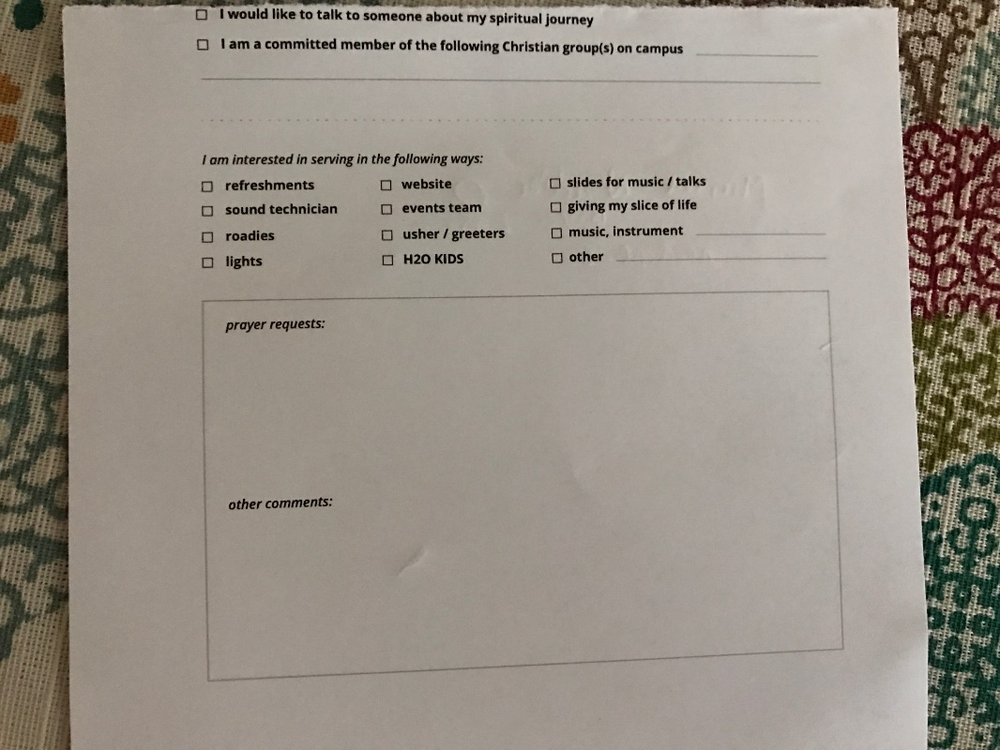 ☐ I would like to talk to someone about my spiritual journey
☐ I am a committed member of the following Christian group(s) on campus
I am interested in serving in the following ways:
☐ refreshments ☐ website ☐ slides for music / talks
☐ sound technician ☐ events team ☐ giving my slice of life
☐ roadies ☐ usher / greeters ☐ music, instrument
☐ lights ☐ H2O KIDS ☐ other
prayer requests:
other comments: